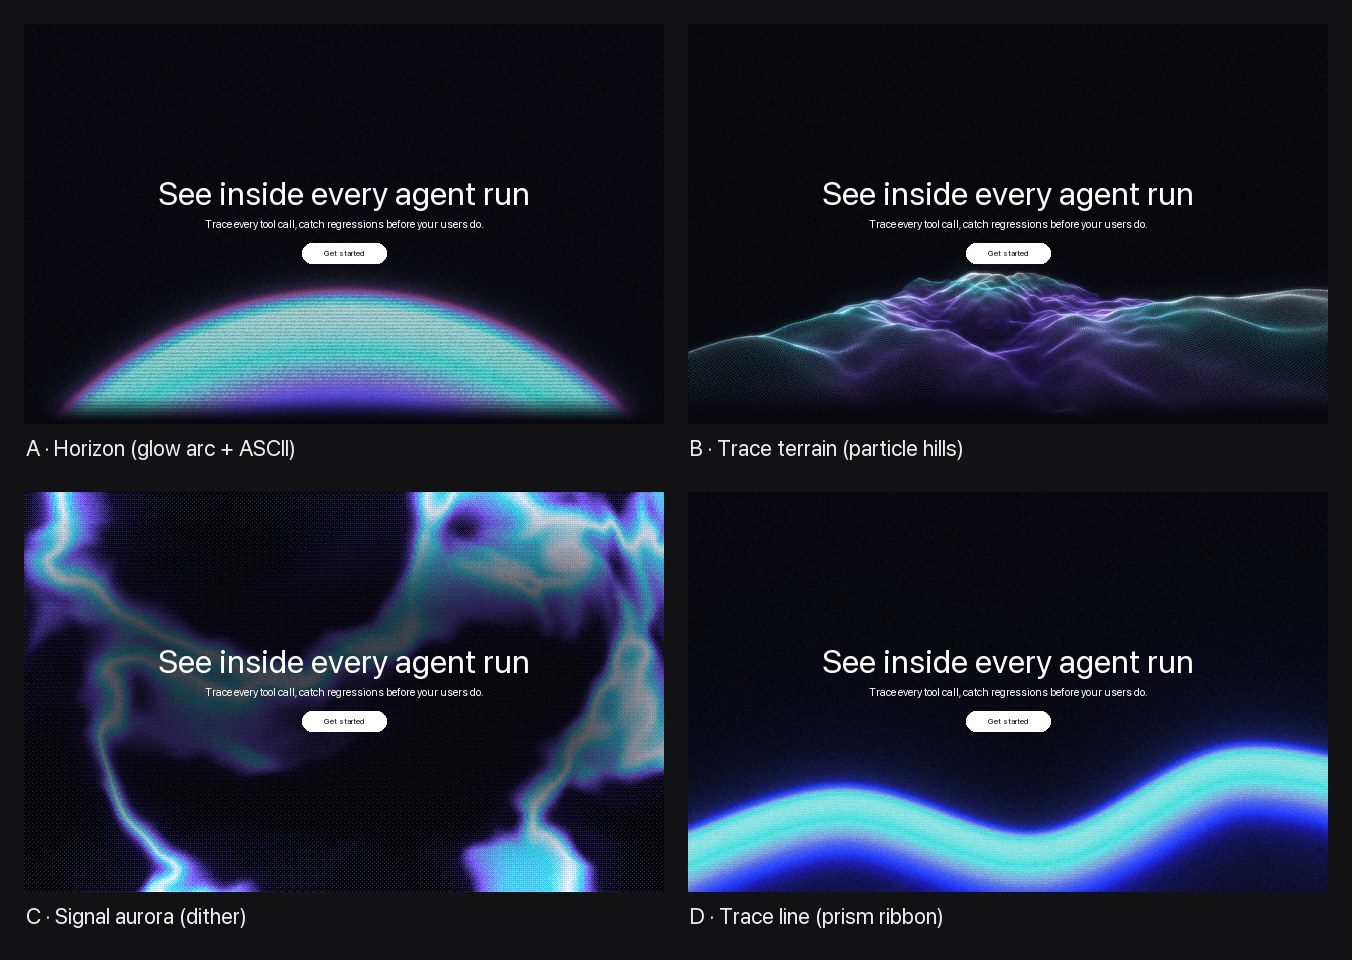 See inside every agent run
Trace every tool call, catch regressions before your users do.
Get started
A · Horizon (glow arc + ASCII)
See inside every agent run
Trace every tool call, catch regressions before your users do.
Get started
B · Trace terrain (particle hills)
See inside every agent run
Trace every tool call, catch regressions before your users do.
Get started
C · Signal aurora (dither)
See inside every agent run
Trace every tool call, catch regressions before your users do.
Get started
D · Trace line (prism ribbon)